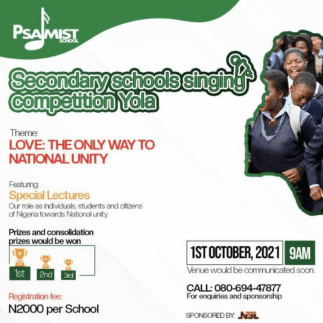 PSALMIST
SCHOOL
Secondary schools singing
competition Yola
Theme:
LOVE: THE ONLY WAY TO
NATIONAL UNITY
Featuring:
Special Lectures
Our role as individuals, students and citizens
of Nigeria towards National unity.
Prizes and consolidation
prizes would be won
1st 2nd 3rd
1ST OCTOBER, 2021 9AM
Venue would be communicated soon.
Registration fee:
N2000 per School
CALL: 080-694-47877
For enquiries and sponsorship
SPONSORED BY: